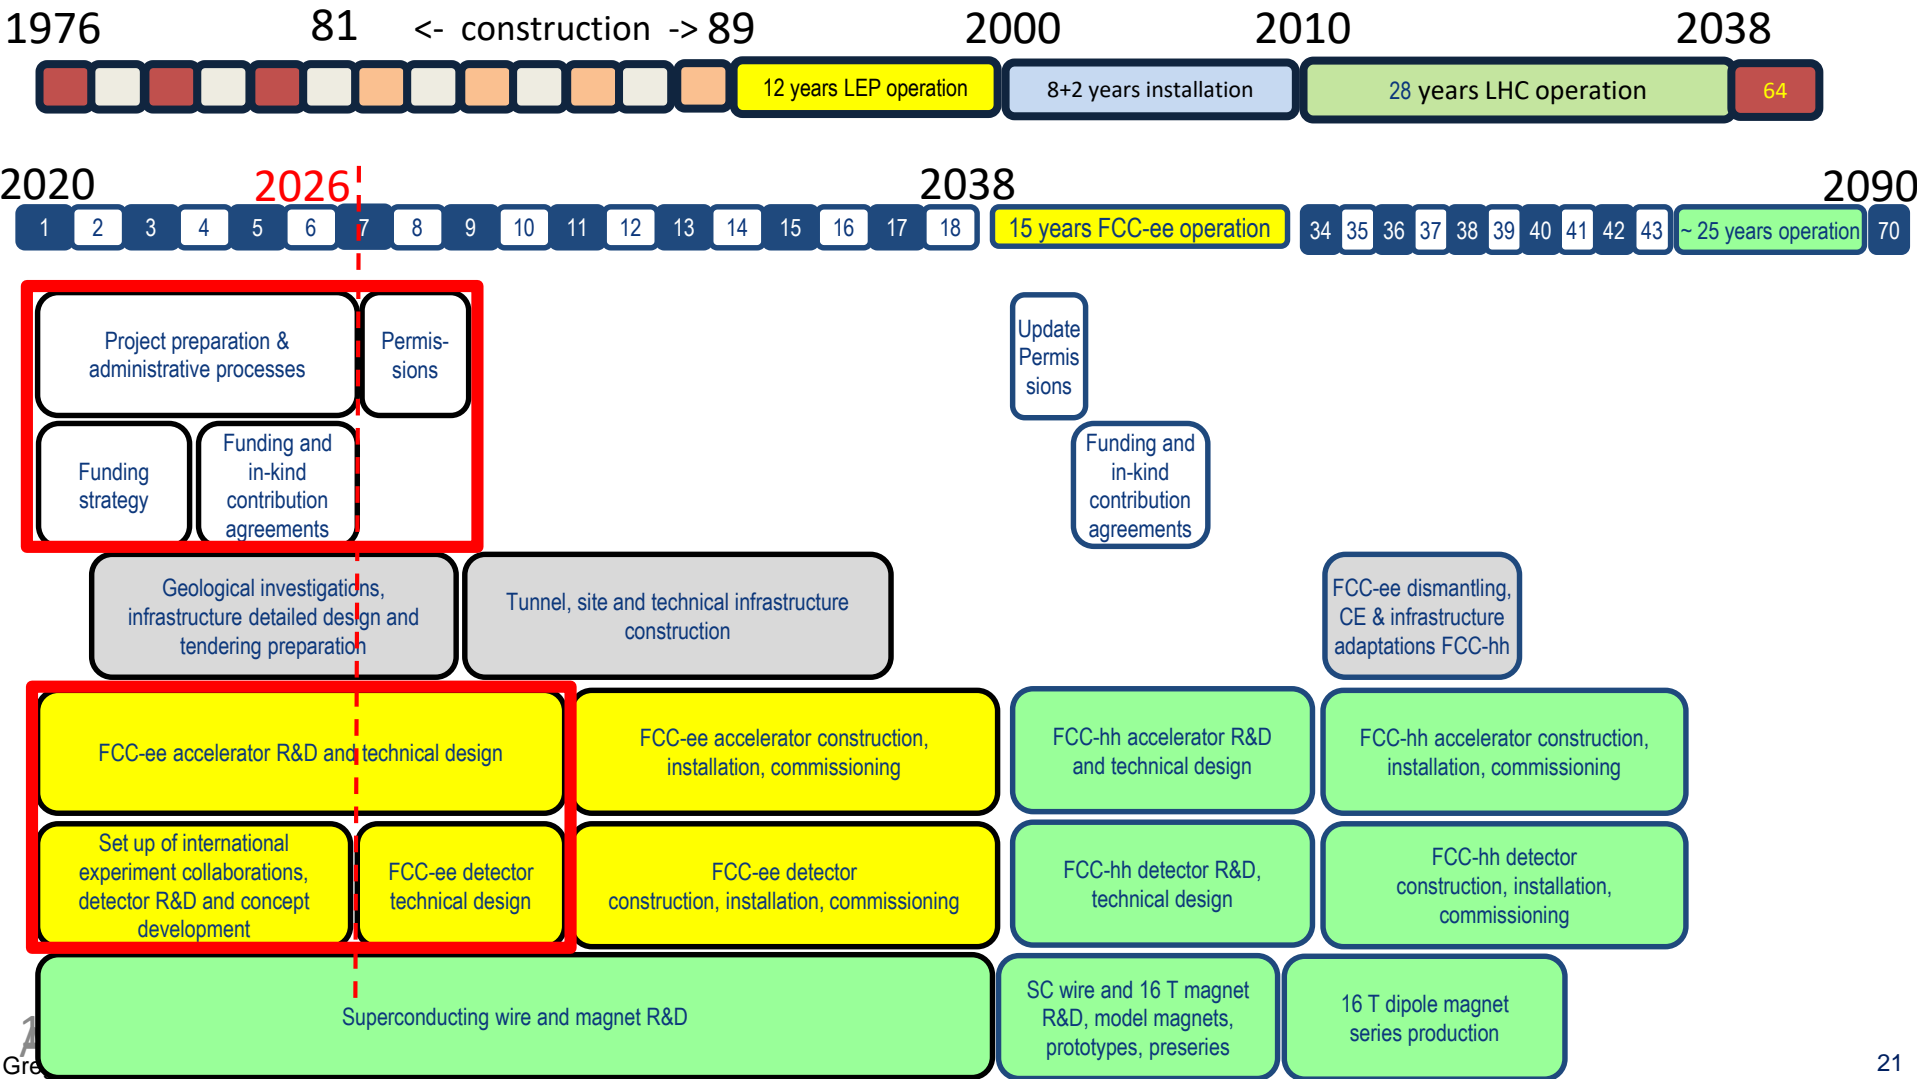 1976 81 <- construction -> 89 2000 2010 2038
12 years LEP operation 8+2 years installation 28 years LHC operation 64
2020 2026 2038 2090
1 2 3 4 5 6 7 8 9 10 11 12 13 14 15 16 17 18 15 years FCC-ee operation 34 35 36 37 38 39 40 41 42 43 ~ 25 years operation 70
Project preparation &
administrative processes
Permis-
sions
Update
Permis
sions
Funding
strategy
Funding and
in-kind
contribution
agreements
Funding and
in-kind
contribution
agreements
Geological investigations,
infrastructure detailed design and
tendering preparation
Tunnel, site and technical infrastructure
construction
FCC-ee dismantling,
CE & infrastructure
adaptations FCC-hh
FCC-ee accelerator R&D and technical design
FCC-ee accelerator construction,
installation, commissioning
FCC-hh accelerator R&D
and technical design
FCC-hh accelerator construction,
installation, commissioning
Set up of international
experiment collaborations,
detector R&D and concept
development
FCC-ee detector
technical design
FCC-ee detector
construction, installation, commissioning
FCC-hh detector R&D,
technical design
FCC-hh detector
construction, installation,
commissioning
Superconducting wire and magnet R&D
SC wire and 16 T magnet
R&D, model magnets,
prototypes, preseries
16 T dipole magnet
series production
Gre
21